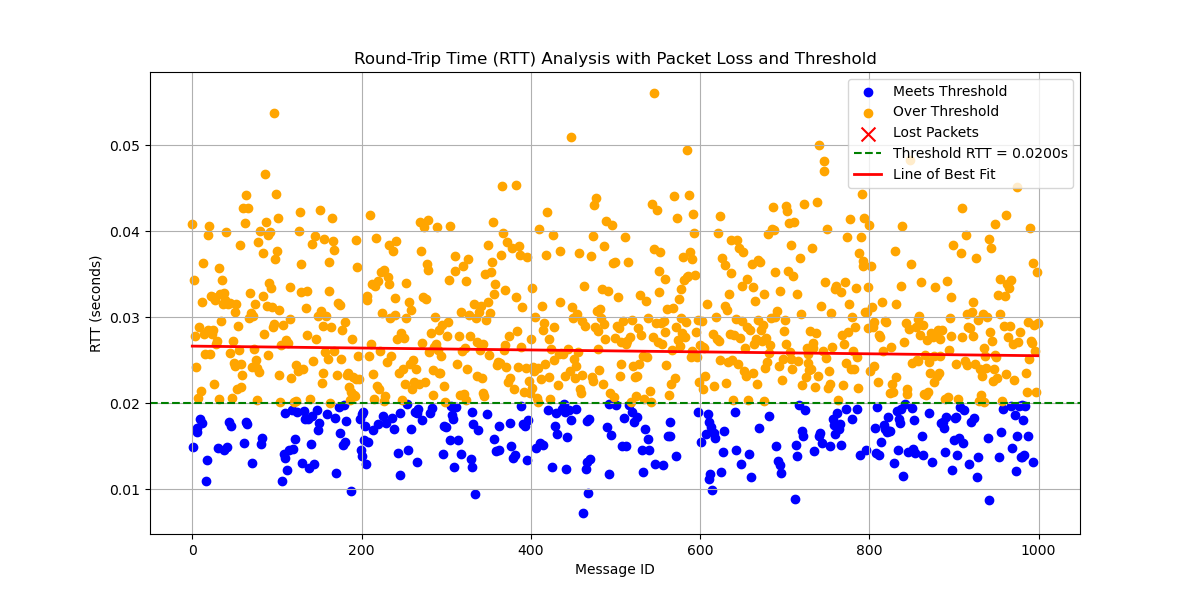 Round-Trip Time (RTT) Analysis with Packet Loss and Threshold
Meets Threshold
Over Threshold
Lost Packets
Threshold RTT = 0.0200s
Line of Best Fit
RTT (seconds)
0.05
0.04
0.03
0.02
0.01
0
200
400
600
800
1000
Message ID